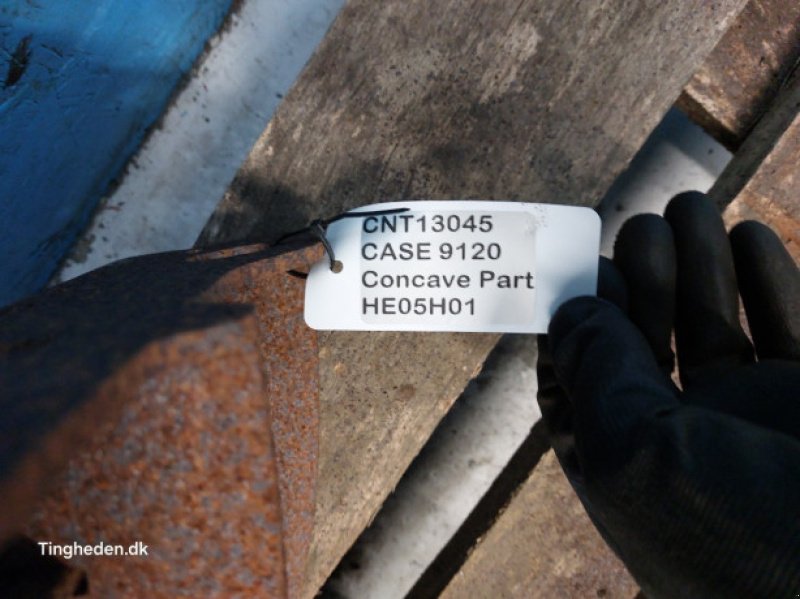 CNT13045
CASE 9120
Concave Part
HE05H01
Tingheden.dk